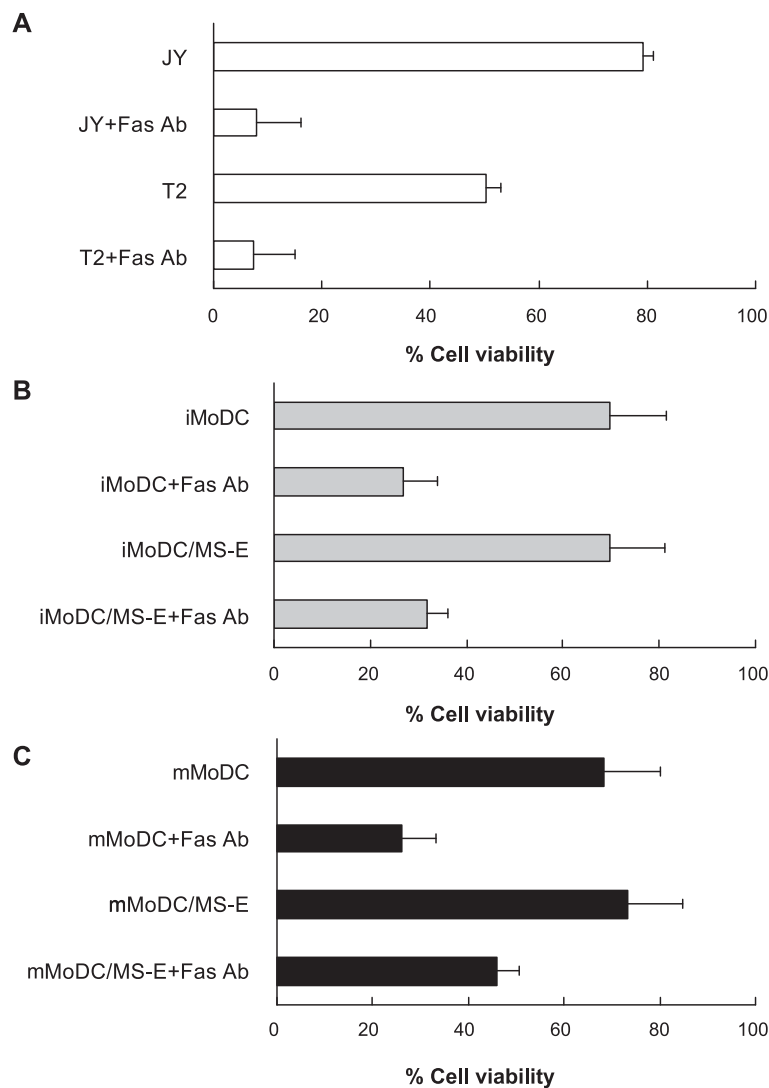 A
JY
JY+Fas Ab
T2
T2+Fas Ab
0 20 40 60 80 100
% Cell viability
B
iMoDC
iMoDC+Fas Ab
iMoDC/MS-E
iMoDC/MS-E+Fas Ab
0 20 40 60 80 100
% Cell viability
C
mMoDC
mMoDC+Fas Ab
mMoDC/MS-E
mMoDC/MS-E+Fas Ab
0 20 40 60 80 100
% Cell viability